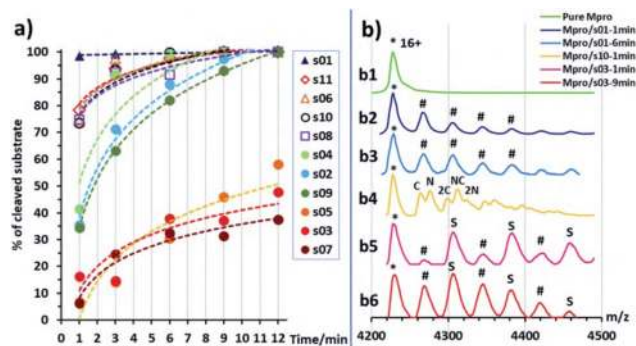 a)
% of cleaved substrate
100
90
80
70
60
50
40
30
20
10
0
0 1 2 3 4 5 6 7 8 9 10 11 12 Time/min
s01
s11
s06
s10
s08
s04
s02
s09
s05
s03
s07
b)
Pure Mpro
Mpro/s01-1min
Mpro/s01-6min
Mpro/s10-1min
Mpro/s03-1min
Mpro/s03-9min
b1 * 16+
b2 * # # # #
b3 * # # # #
b4 * C N 2C NC 2N
b5 * # S # S # S
b6 * # S # S # S
4200 4300 4400 4500 m/z